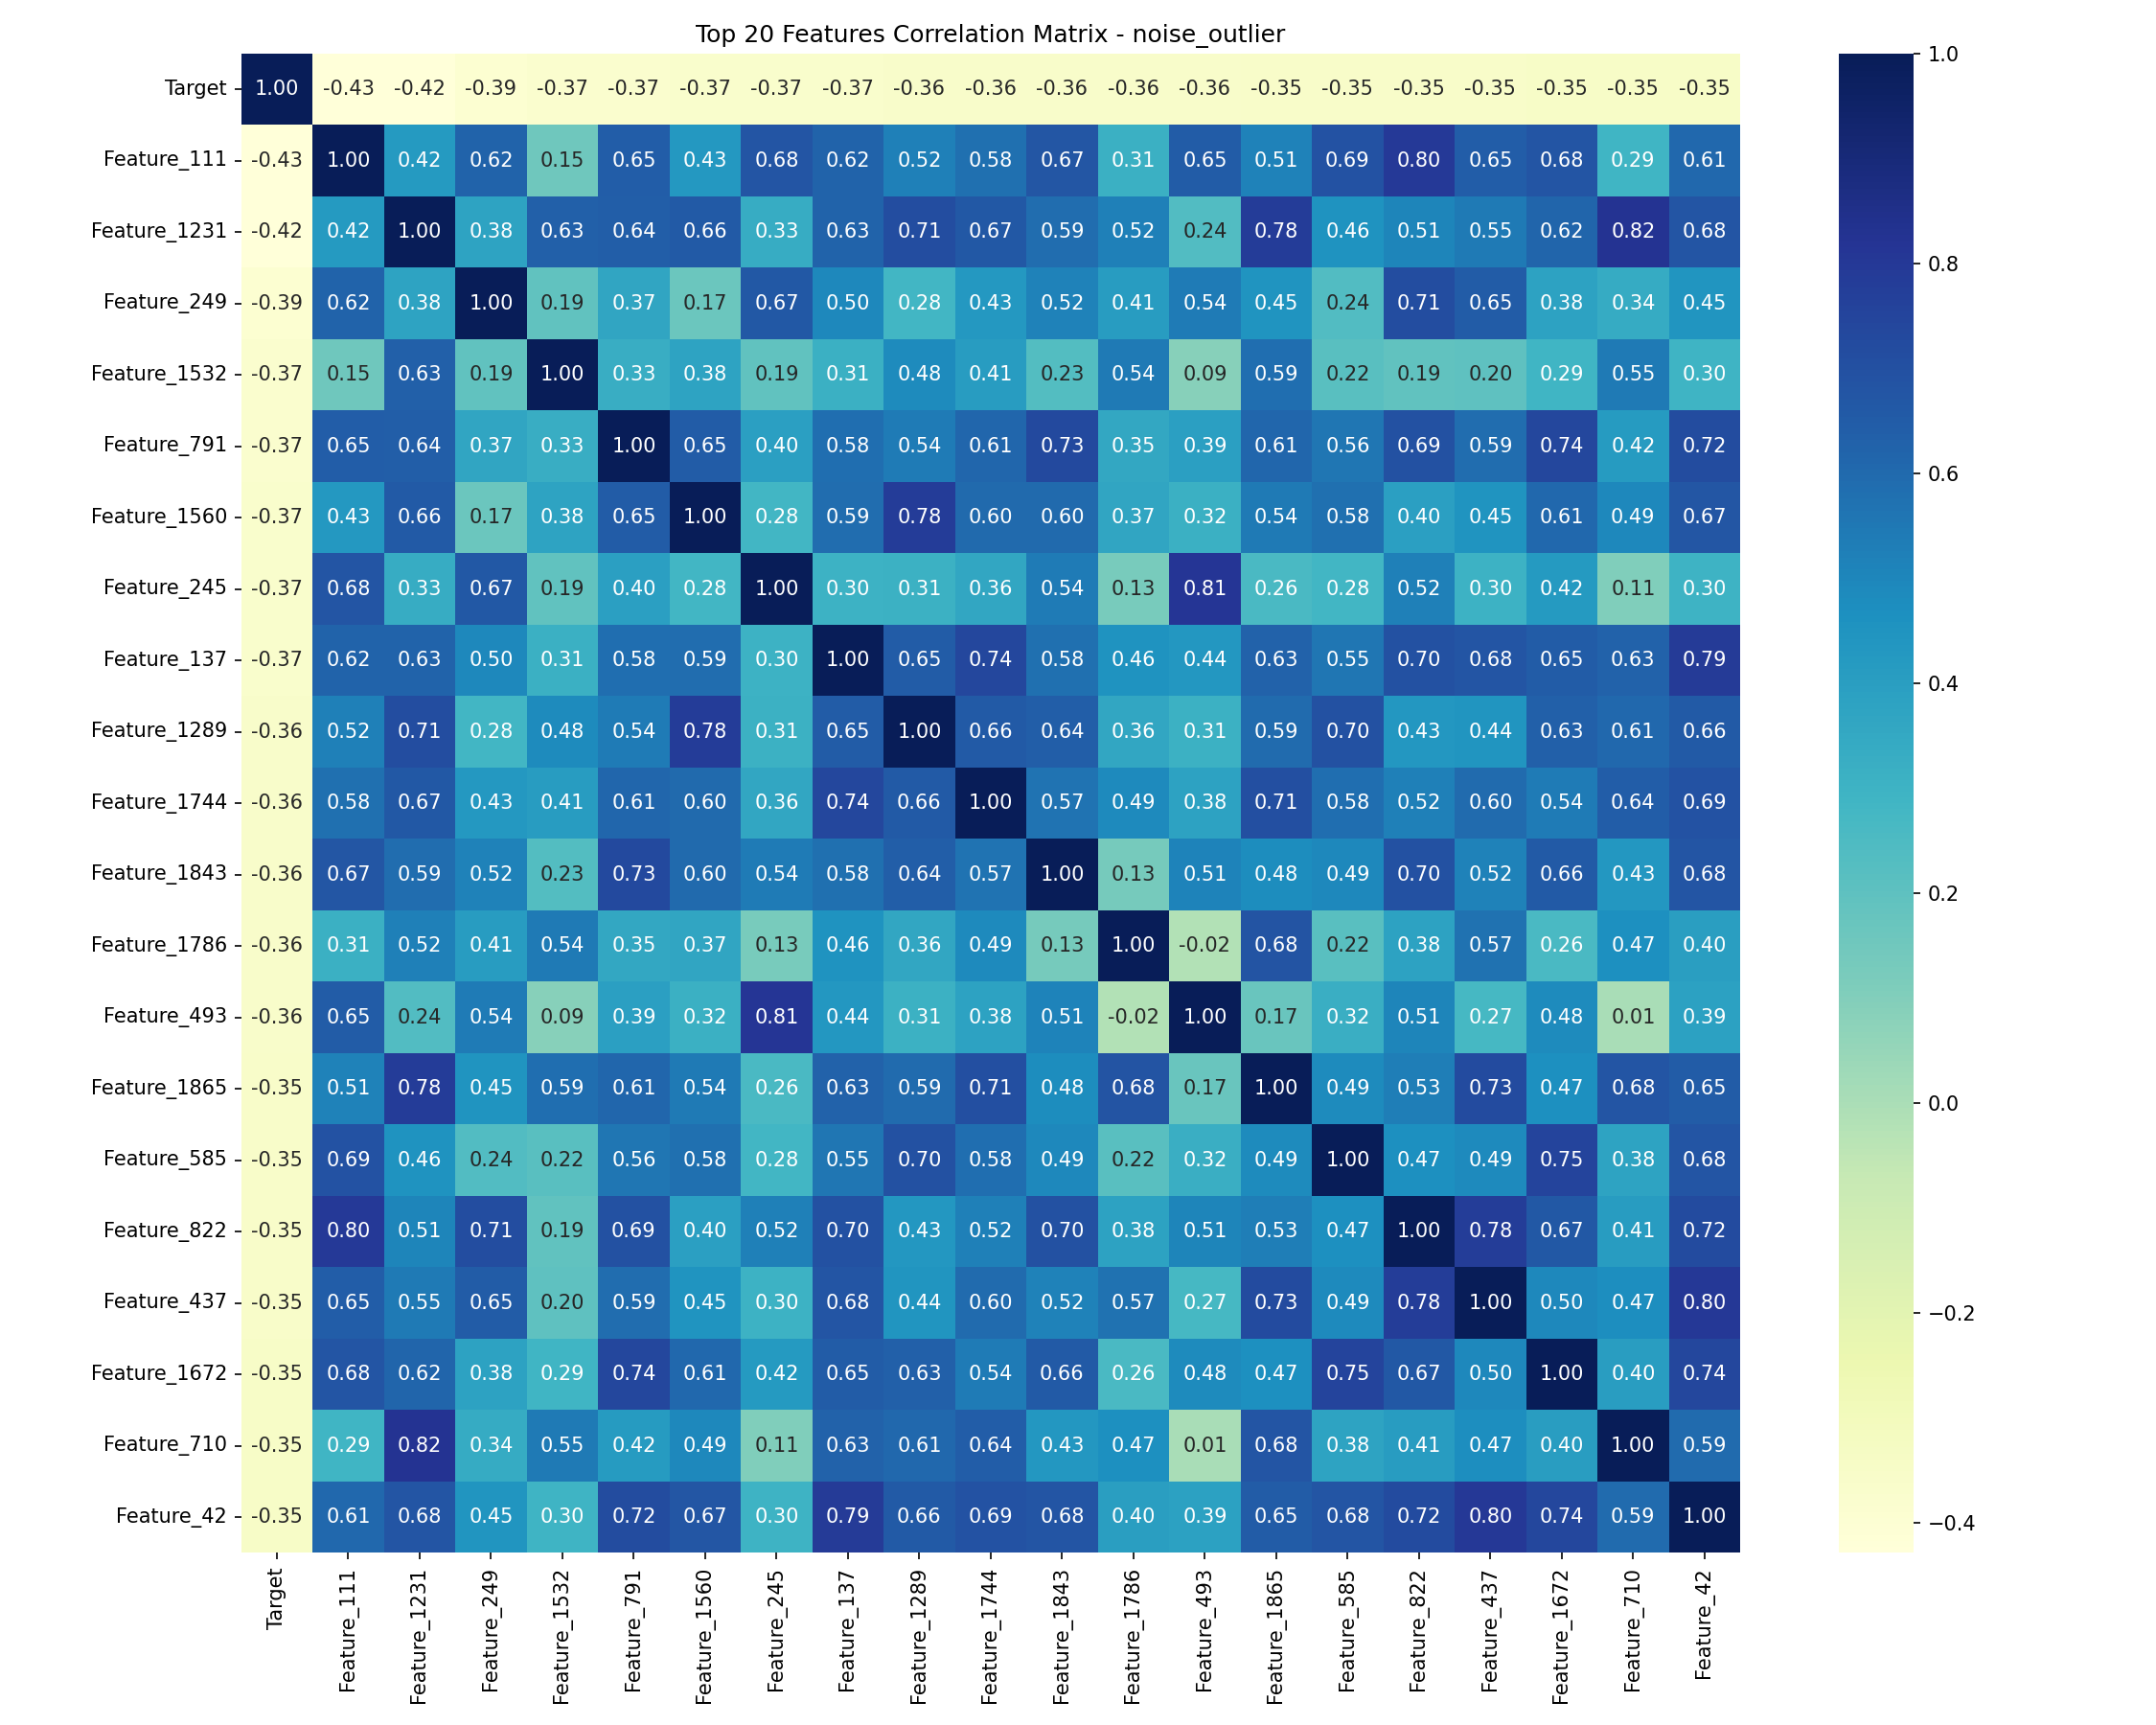 Top 20 Features Correlation Matrix - noise_outlier
Target 1.00 -0.43 -0.42 -0.39 -0.37 -0.37 -0.37 -0.37 -0.37 -0.36 -0.36 -0.36 -0.36 -0.36 -0.35 -0.35 -0.35 -0.35 -0.35 -0.35 -0.35
Feature_111 -0.43 1.00 0.42 0.62 0.15 0.65 0.43 0.68 0.62 0.52 0.58 0.67 0.31 0.65 0.51 0.69 0.80 0.65 0.68 0.29 0.61
Feature_1231 -0.42 0.42 1.00 0.38 0.63 0.64 0.66 0.33 0.63 0.71 0.67 0.59 0.52 0.24 0.78 0.46 0.51 0.55 0.62 0.82 0.68
Feature_249 -0.39 0.62 0.38 1.00 0.19 0.37 0.17 0.67 0.50 0.28 0.43 0.52 0.41 0.54 0.45 0.24 0.71 0.65 0.38 0.34 0.45
Feature_1532 -0.37 0.15 0.63 0.19 1.00 0.33 0.38 0.19 0.31 0.48 0.41 0.23 0.54 0.09 0.59 0.22 0.19 0.20 0.29 0.55 0.30
Feature_791 -0.37 0.65 0.64 0.37 0.33 1.00 0.65 0.40 0.58 0.54 0.61 0.73 0.35 0.39 0.61 0.56 0.69 0.59 0.74 0.42 0.72
Feature_1560 -0.37 0.43 0.66 0.17 0.38 0.65 1.00 0.28 0.59 0.78 0.60 0.60 0.37 0.32 0.54 0.58 0.40 0.45 0.61 0.49 0.67
Feature_245 -0.37 0.68 0.33 0.67 0.19 0.40 0.28 1.00 0.30 0.31 0.36 0.54 0.13 0.81 0.26 0.28 0.52 0.30 0.42 0.11 0.30
Feature_137 -0.37 0.62 0.63 0.50 0.31 0.58 0.59 0.30 1.00 0.65 0.74 0.58 0.46 0.44 0.63 0.55 0.70 0.68 0.65 0.63 0.79
Feature_1289 -0.36 0.52 0.71 0.28 0.48 0.54 0.78 0.31 0.65 1.00 0.66 0.64 0.36 0.31 0.59 0.70 0.43 0.44 0.63 0.61 0.66
Feature_1744 -0.36 0.58 0.67 0.43 0.41 0.61 0.60 0.36 0.74 0.66 1.00 0.57 0.49 0.38 0.71 0.58 0.52 0.60 0.54 0.64 0.69
Feature_1843 -0.36 0.67 0.59 0.52 0.23 0.73 0.60 0.54 0.58 0.64 0.57 1.00 0.13 0.51 0.48 0.49 0.70 0.52 0.66 0.43 0.68
Feature_1786 -0.36 0.31 0.52 0.41 0.54 0.35 0.37 0.13 0.46 0.36 0.49 0.13 1.00 -0.02 0.68 0.22 0.38 0.57 0.26 0.47 0.40
Feature_493 -0.36 0.65 0.24 0.54 0.09 0.39 0.32 0.81 0.44 0.31 0.38 0.51 -0.02 1.00 0.17 0.32 0.51 0.27 0.48 0.01 0.39
Feature_1865 -0.35 0.51 0.78 0.45 0.59 0.61 0.54 0.26 0.63 0.59 0.71 0.48 0.68 0.17 1.00 0.49 0.53 0.73 0.47 0.68 0.65
Feature_585 -0.35 0.69 0.46 0.24 0.22 0.56 0.58 0.28 0.55 0.70 0.58 0.49 0.22 0.32 0.49 1.00 0.47 0.49 0.75 0.38 0.68
Feature_822 -0.35 0.80 0.51 0.71 0.19 0.69 0.40 0.52 0.70 0.43 0.52 0.70 0.38 0.51 0.53 0.47 1.00 0.78 0.67 0.41 0.72
Feature_437 -0.35 0.65 0.55 0.65 0.20 0.59 0.45 0.30 0.68 0.44 0.60 0.52 0.57 0.27 0.73 0.49 0.78 1.00 0.50 0.47 0.80
Feature_1672 -0.35 0.68 0.62 0.38 0.29 0.74 0.61 0.42 0.65 0.63 0.54 0.66 0.26 0.48 0.47 0.75 0.67 0.50 1.00 0.40 0.74
Feature_710 -0.35 0.29 0.82 0.34 0.55 0.42 0.49 0.11 0.63 0.61 0.64 0.43 0.47 0.01 0.68 0.38 0.41 0.47 0.40 1.00 0.59
Feature_42 -0.35 0.61 0.68 0.45 0.30 0.72 0.67 0.30 0.79 0.66 0.69 0.68 0.40 0.39 0.65 0.68 0.72 0.80 0.74 0.59 1.00
Target Feature_111 Feature_1231 Feature_249 Feature_1532 Feature_791 Feature_1560 Feature_245 Feature_137 Feature_1289 Feature_1744 Feature_1843 Feature_1786 Feature_493 Feature_1865 Feature_585 Feature_822 Feature_437 Feature_1672 Feature_710 Feature_42
1.0
0.8
0.6
0.4
0.2
0.0
−0.2
−0.4